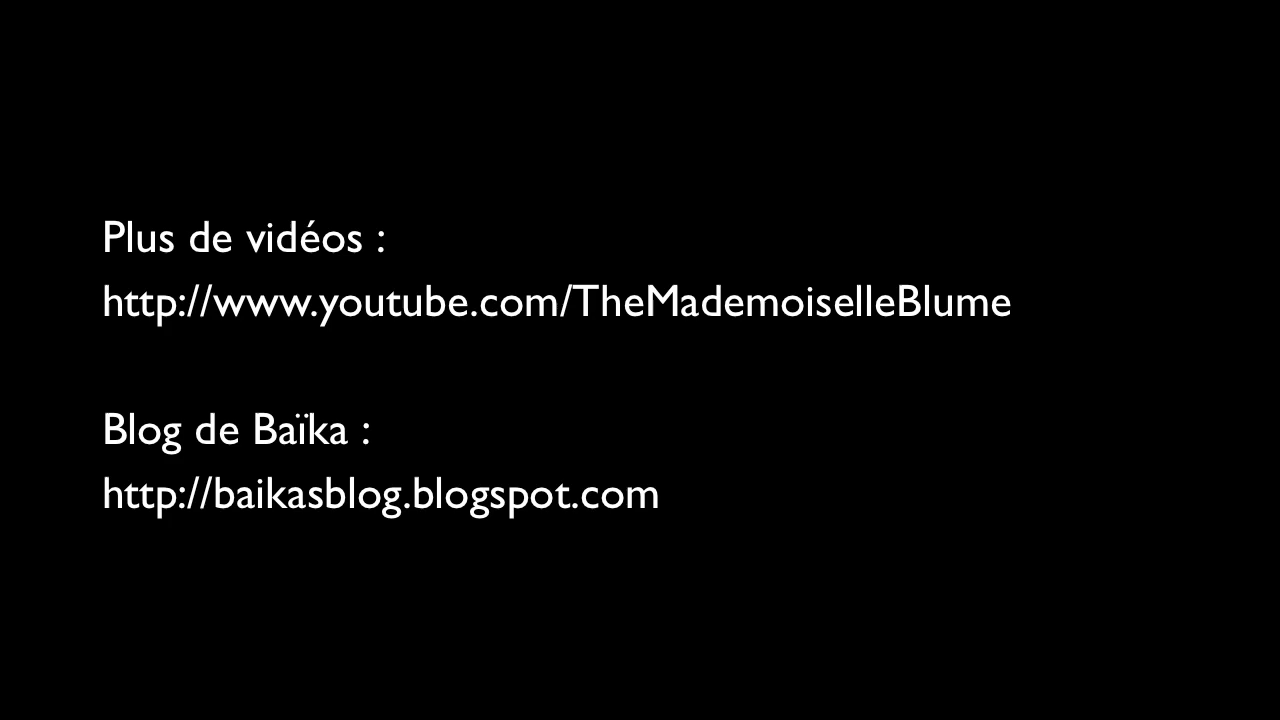 Plus de vidéos :
http://www.youtube.com/TheMademoiselleBlume
Blog de Baïka :
http://baikasblog.blogspot.com